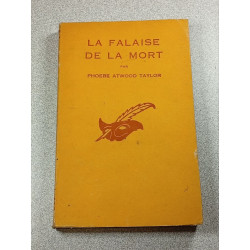 LA FALAISE
DE LA MORT
PAR
PHOEBE ATWOOD TAYLOR